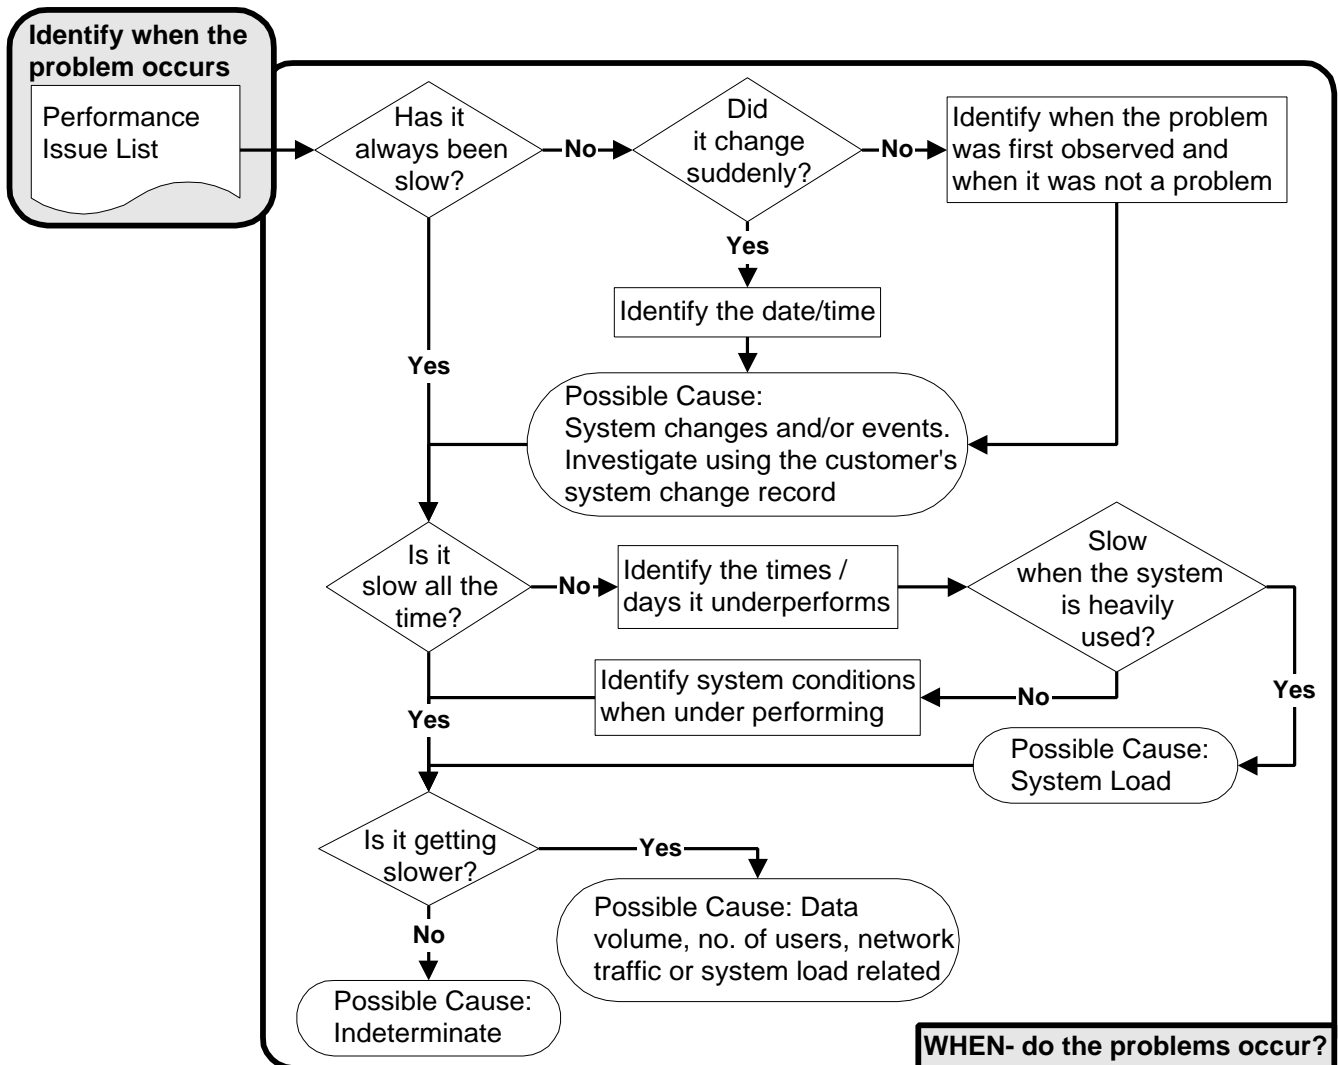 Identify when the
problem occurs
Performance
Issue List
Has it
always been
slow?
No
Did
it change
suddenly?
No
Identify when the problem
was first observed and
when it was not a problem
Yes
Identify the date/time
Yes
Possible Cause:
System changes and/or events.
Investigate using the customer's
system change record
Is it
slow all the
time?
No
Identify the times /
days it underperforms
Slow
when the system
is heavily
used?
Identify system conditions
when under performing
No
Yes
Yes
Possible Cause:
System Load
Is it getting
slower?
Yes
Possible Cause: Data
volume, no. of users, network
traffic or system load related
No
Possible Cause:
Indeterminate
WHEN- do the problems occur?